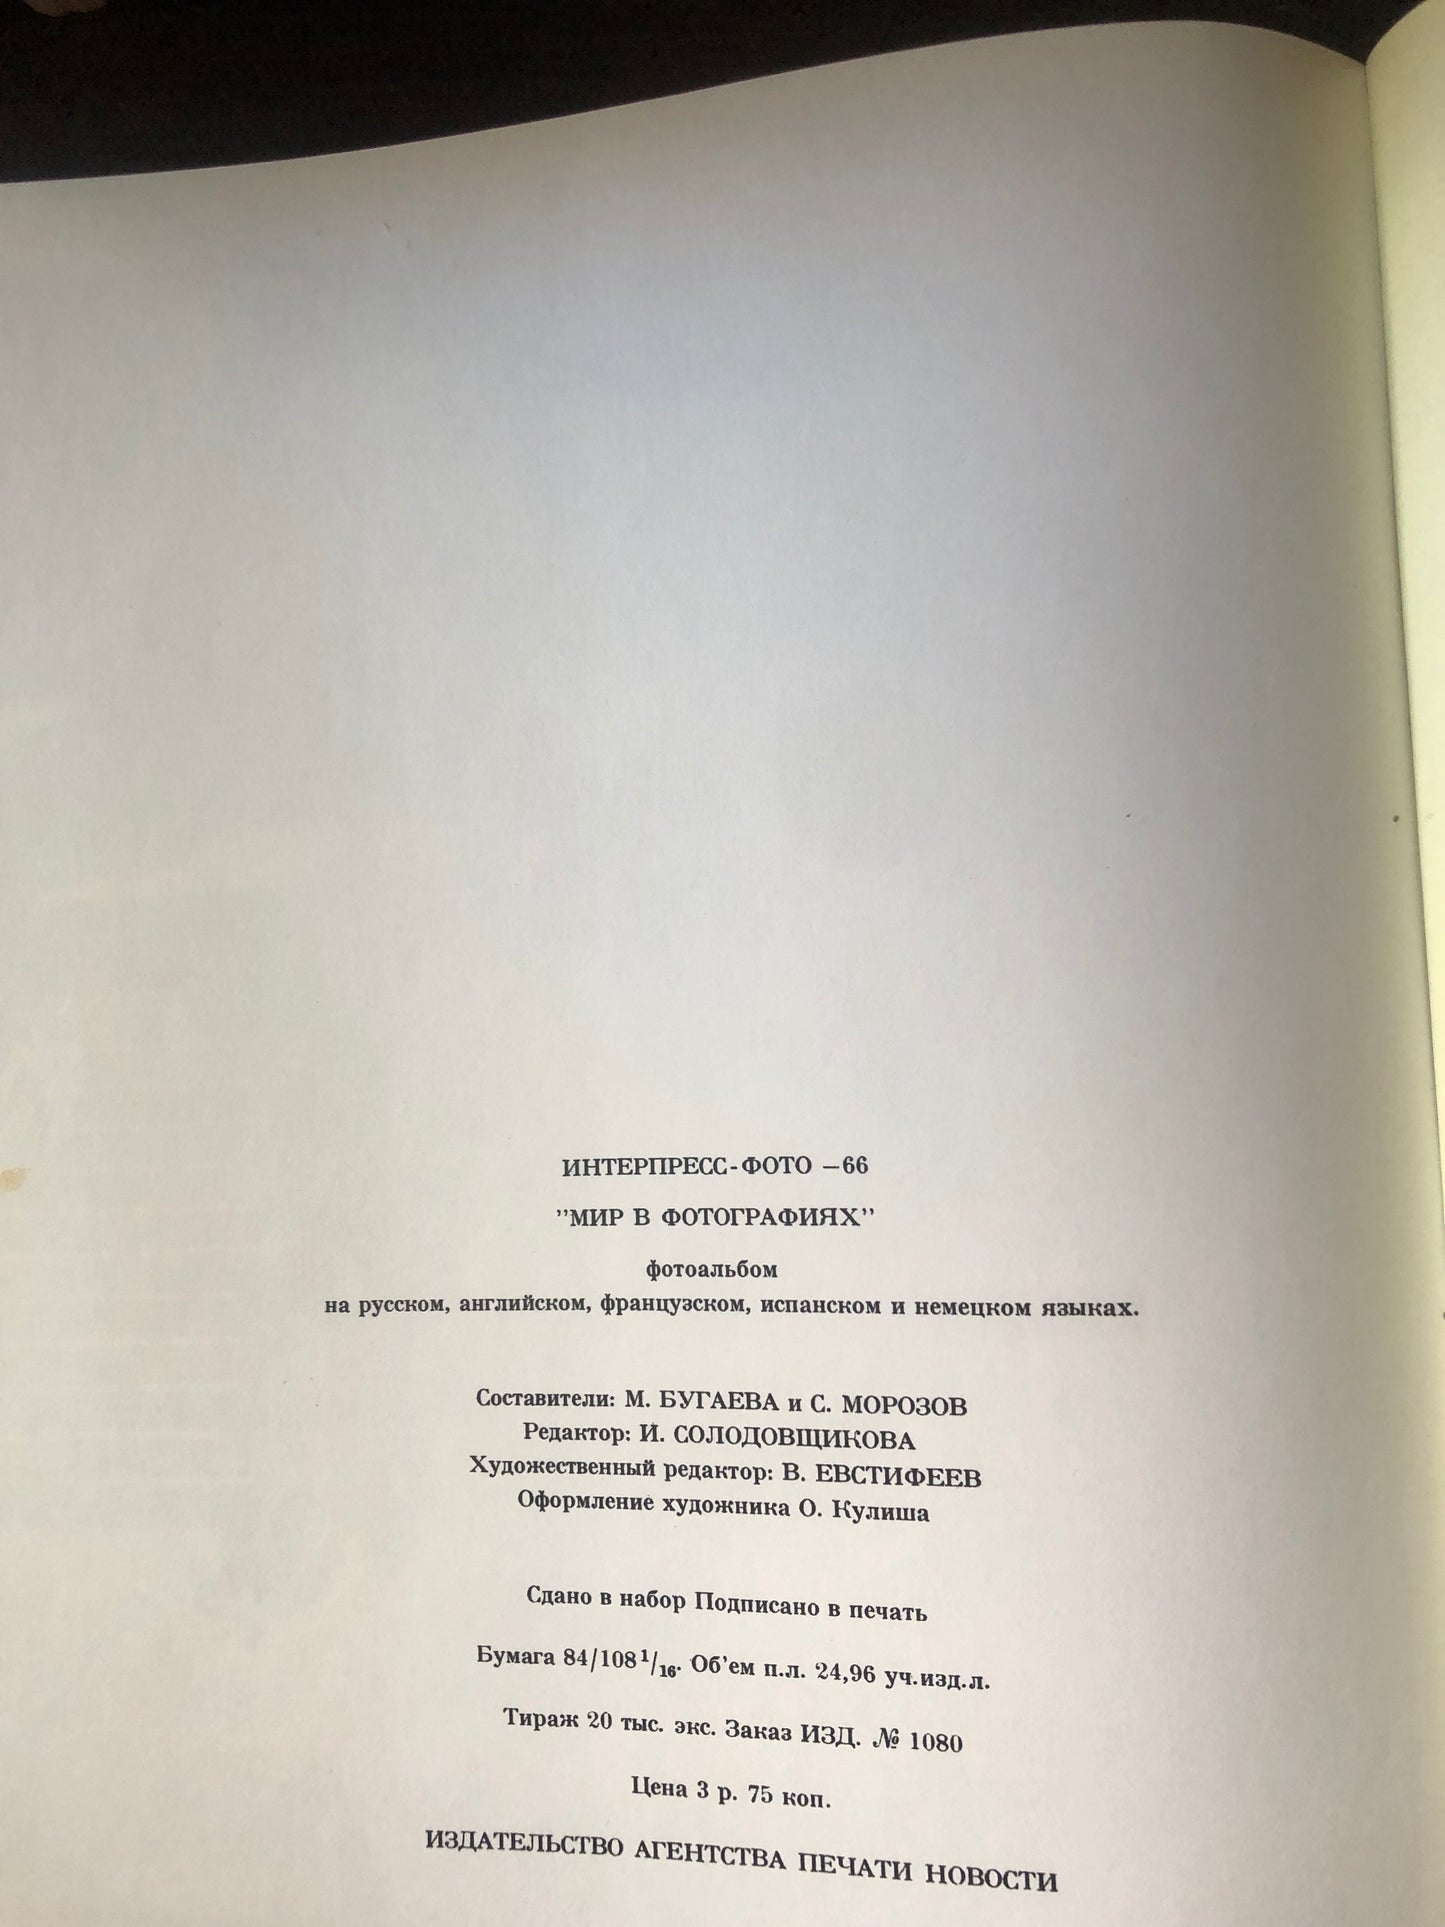 ИНТЕРПРЕСС-ФОТО —66
"МИР В ФОТОГРАФИЯХ"
фотоальбом
на русском, английском, французском, испанском и немецком языках.
Составители: М. БУГАЕВА и С. МОРОЗОВ
Редактор: И. СОЛОДОВЩИКОВА
Художественный редактор: В. ЕВСТИФЕЕВ
Оформление художника О. Кулиша
Сдано в набор Подписано в печать
Бумага 84/108 1/16. Об'ем п.л. 24,96 уч.изд.л.
Тираж 20 тыс. экс. Заказ ИЗД. № 1080
Цена 3 р. 75 коп.
ИЗДАТЕЛЬСТВО АГЕНТСТВА ПЕЧАТИ НОВОСТИ